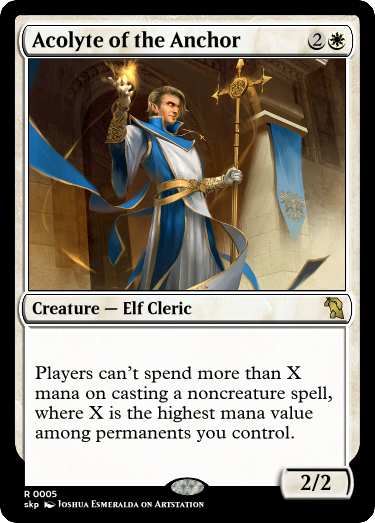 Acolyte of the Anchor 2
Creature — Elf Cleric
Players can't spend more than X
mana on casting a noncreature spell,
where X is the highest mana value
among permanents you control.
2/2
R 0005
skp Joshua Esmeralda on Artstation